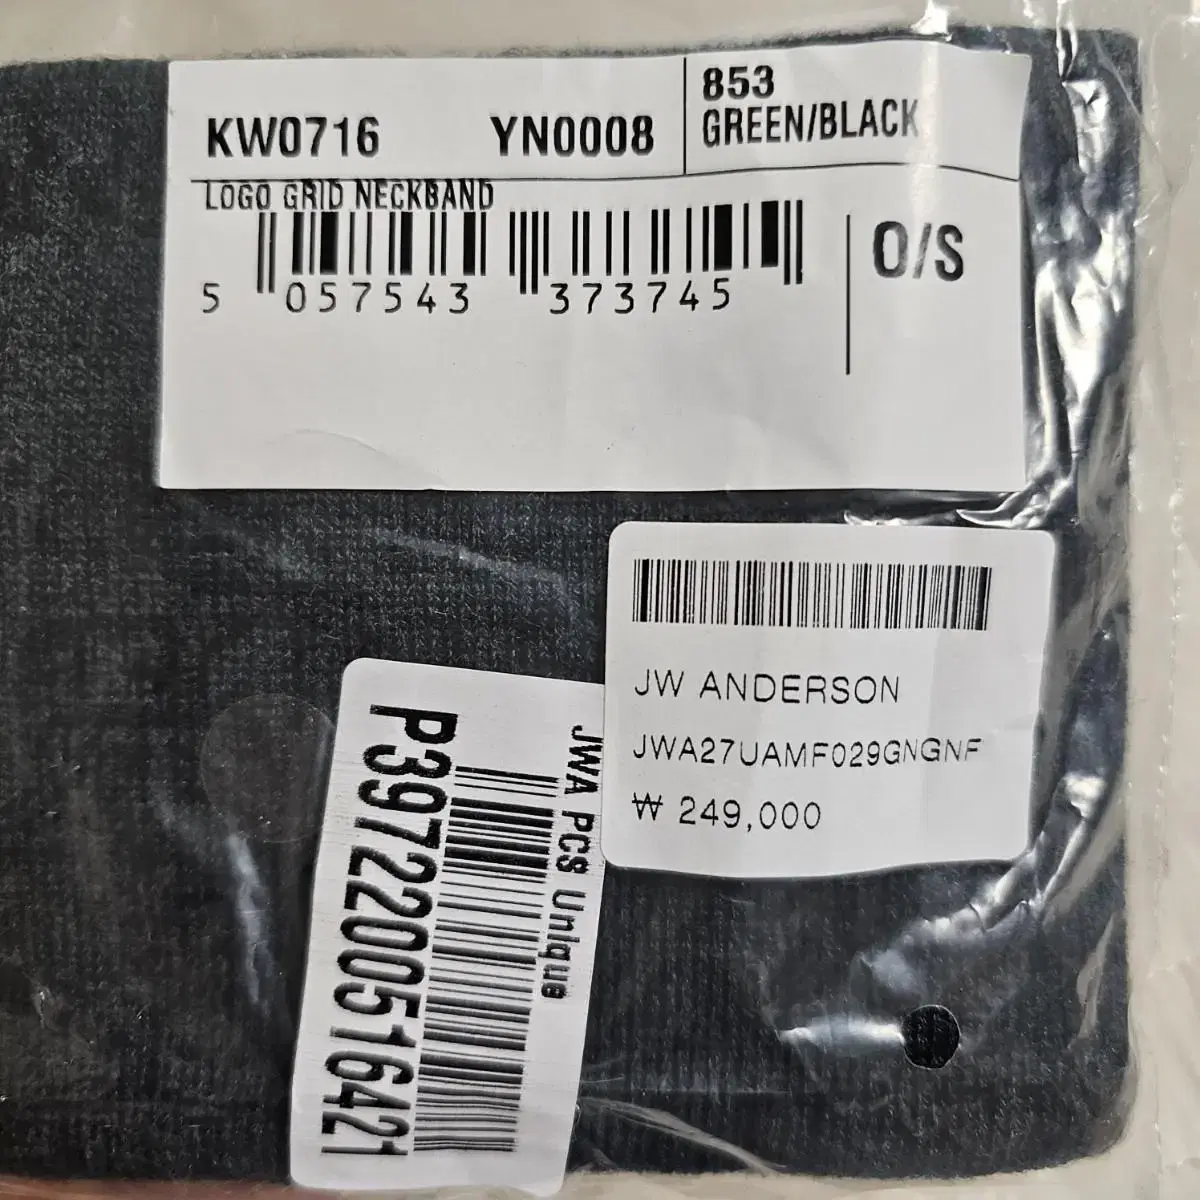 KW0716 YN0008
853
GREEN/BLACK
LOGO GRID NECKBAND
5 057543 373745
O/S
JW ANDERSON
JWA27UAMF029GNGNF
₩ 249,000
JWA PCS Unique
P3972200516421